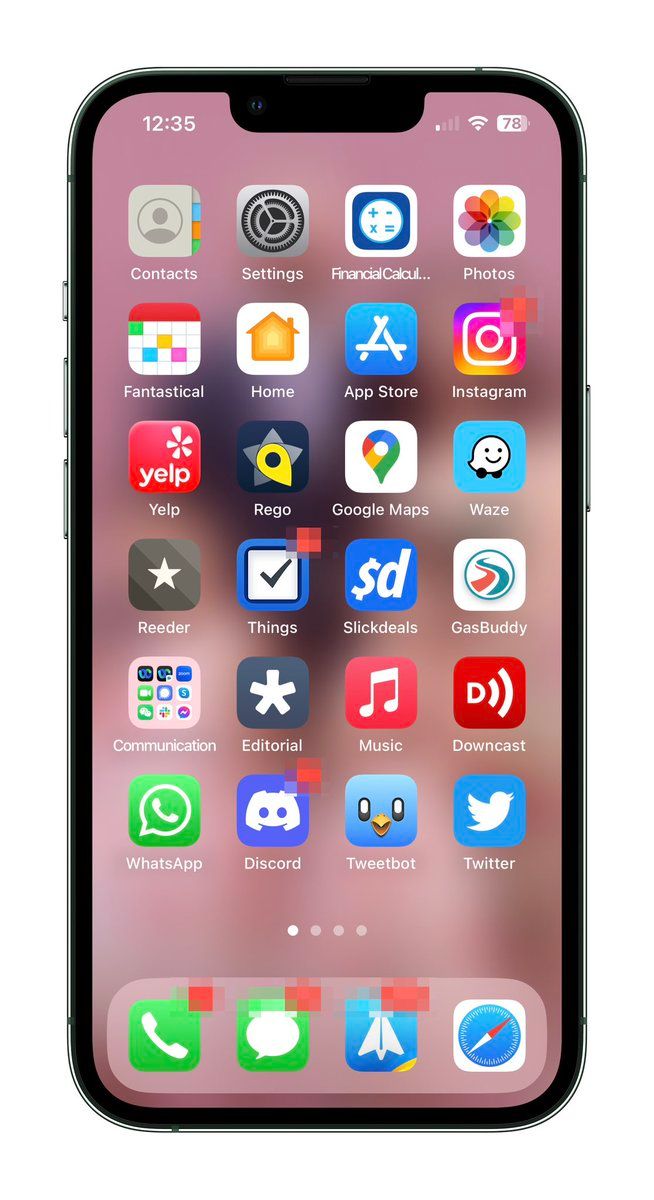 12:35 78
Contacts Settings FinancialCalcul... Photos
Fantastical Home App Store Instagram
yelp
Yelp Rego Google Maps Waze
$d
Reeder Things Slickdeals GasBuddy
zoom
D
Communication Editorial Music Downcast
WhatsApp Discord Tweetbot Twitter